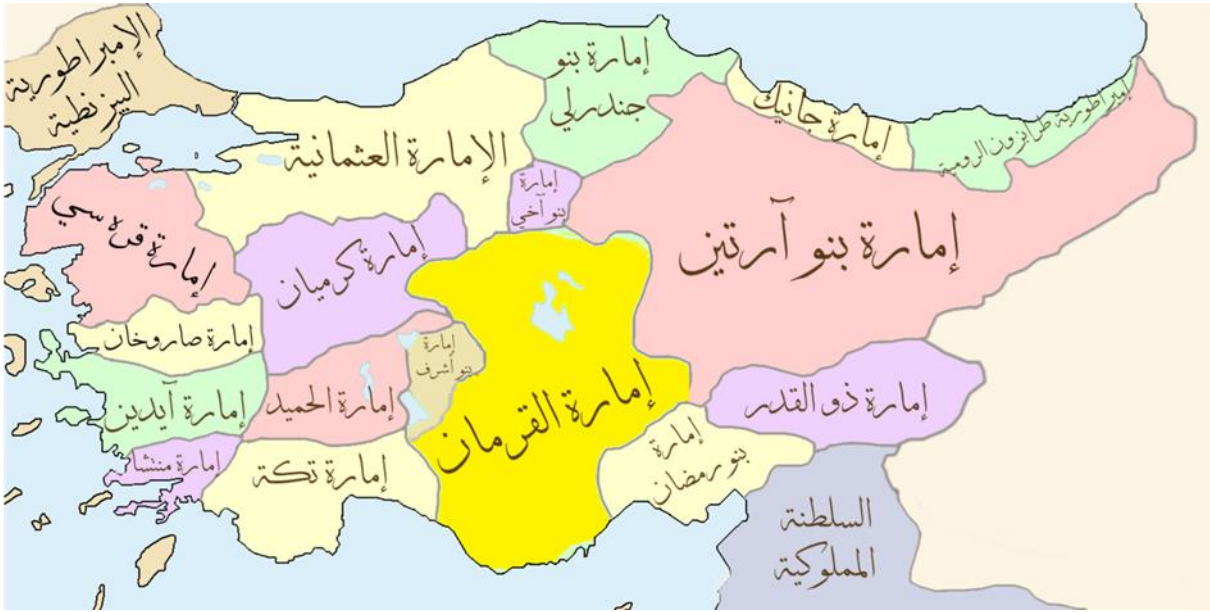 الإمبراطورية
البيزنطية
إمارة بنو
جندرلي
إمارة جانيك
إمبراطورية طرابزون الرومية
الإمارة العثمانية
إمارة
بنو آخي
إمارة قره سي
إمارة كرميان
إمارة بنو آرتين
إمارة صاروخان
إمارة
بنو أشرف
إمارة آيدين
إمارة الحميد
إمارة القرمان
إمارة ذو القدر
إمارة منتشا
إمارة تكة
إمارة
بنو رمضان
السلطنة
المملوكية